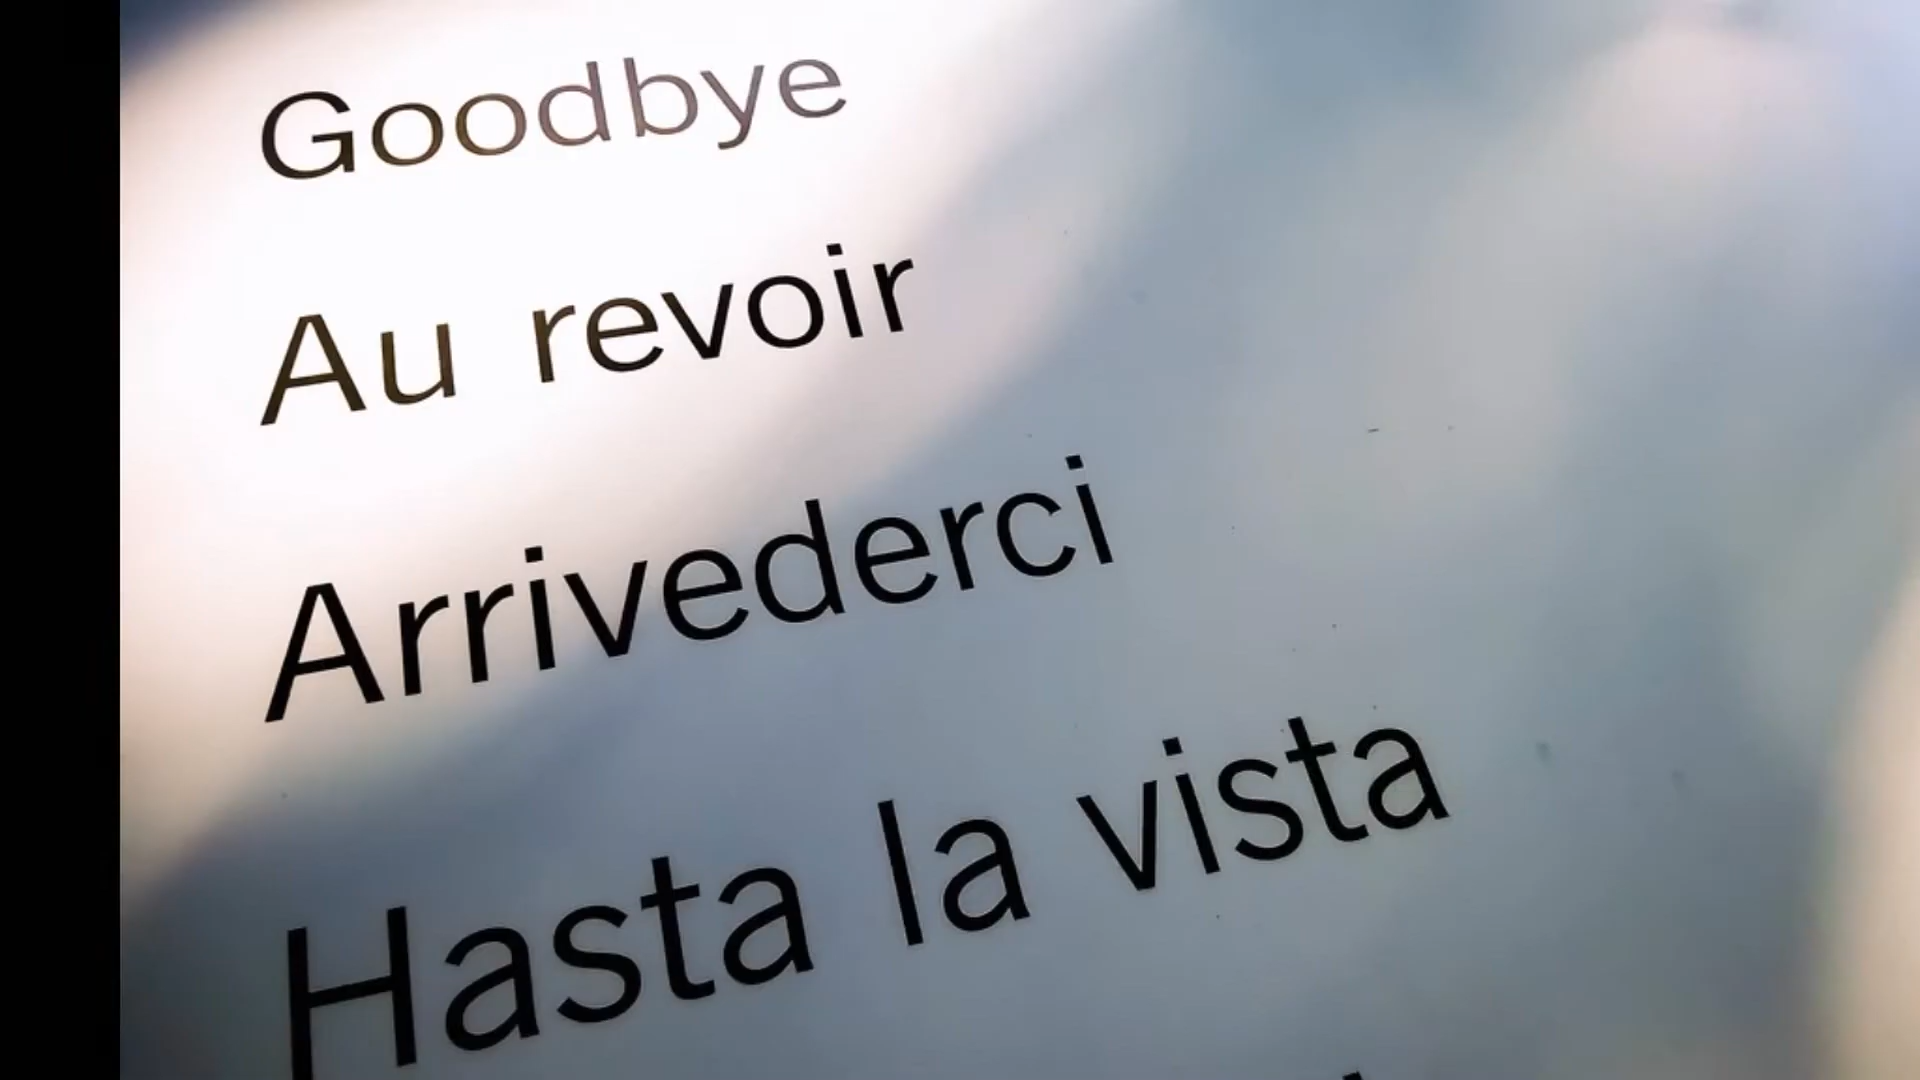 Goodbye
Au revoir
Arrivederci
Hasta la vista